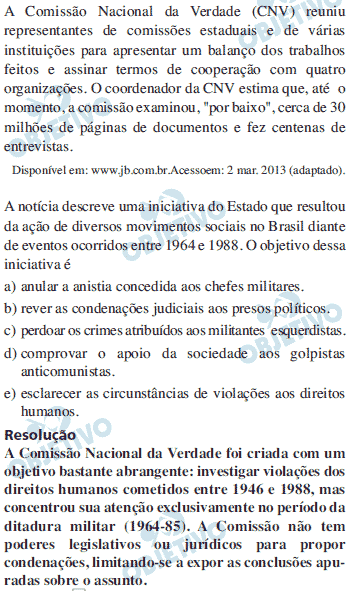 A Comissão Nacional da Verdade (CNV) reuniu
representantes de comissões estaduais e de várias
instituições para apresentar um balanço dos trabalhos
feitos e assinar termos de cooperação com quatro
organizações. O coordenador da CNV estima que, até o
momento, a comissão examinou, "por baixo", cerca de 30
milhões de páginas de documentos e fez centenas de
entrevistas.
Disponível em: www.jb.com.br.Acessoem: 2 mar. 2013 (adaptado).
A notícia descreve uma iniciativa do Estado que resultou
da ação de diversos movimentos sociais no Brasil diante
de eventos ocorridos entre 1964 e 1988. O objetivo dessa
iniciativa é
a) anular a anistia concedida aos chefes militares.
b) rever as condenações judiciais aos presos políticos.
c) perdoar os crimes atribuídos aos militantes esquerdistas.
d) comprovar o apoio da sociedade aos golpistas
anticomunistas.
e) esclarecer as circunstâncias de violações aos direitos
humanos.
Resolução
A Comissão Nacional da Verdade foi criada com um
objetivo bastante abrangente: investigar violações dos
direitos humanos cometidos entre 1946 e 1988, mas
concentrou sua atenção exclusivamente no período da
ditadura militar (1964-85). A Comissão não tem
poderes legislativos ou jurídicos para propor
condenações, limitando-se a expor as conclusões apu-
radas sobre o assunto.
OBJETIVO
OBJETIVO
OBJETIVO
OBJETIVO
OBJETIVO
OBJETIVO